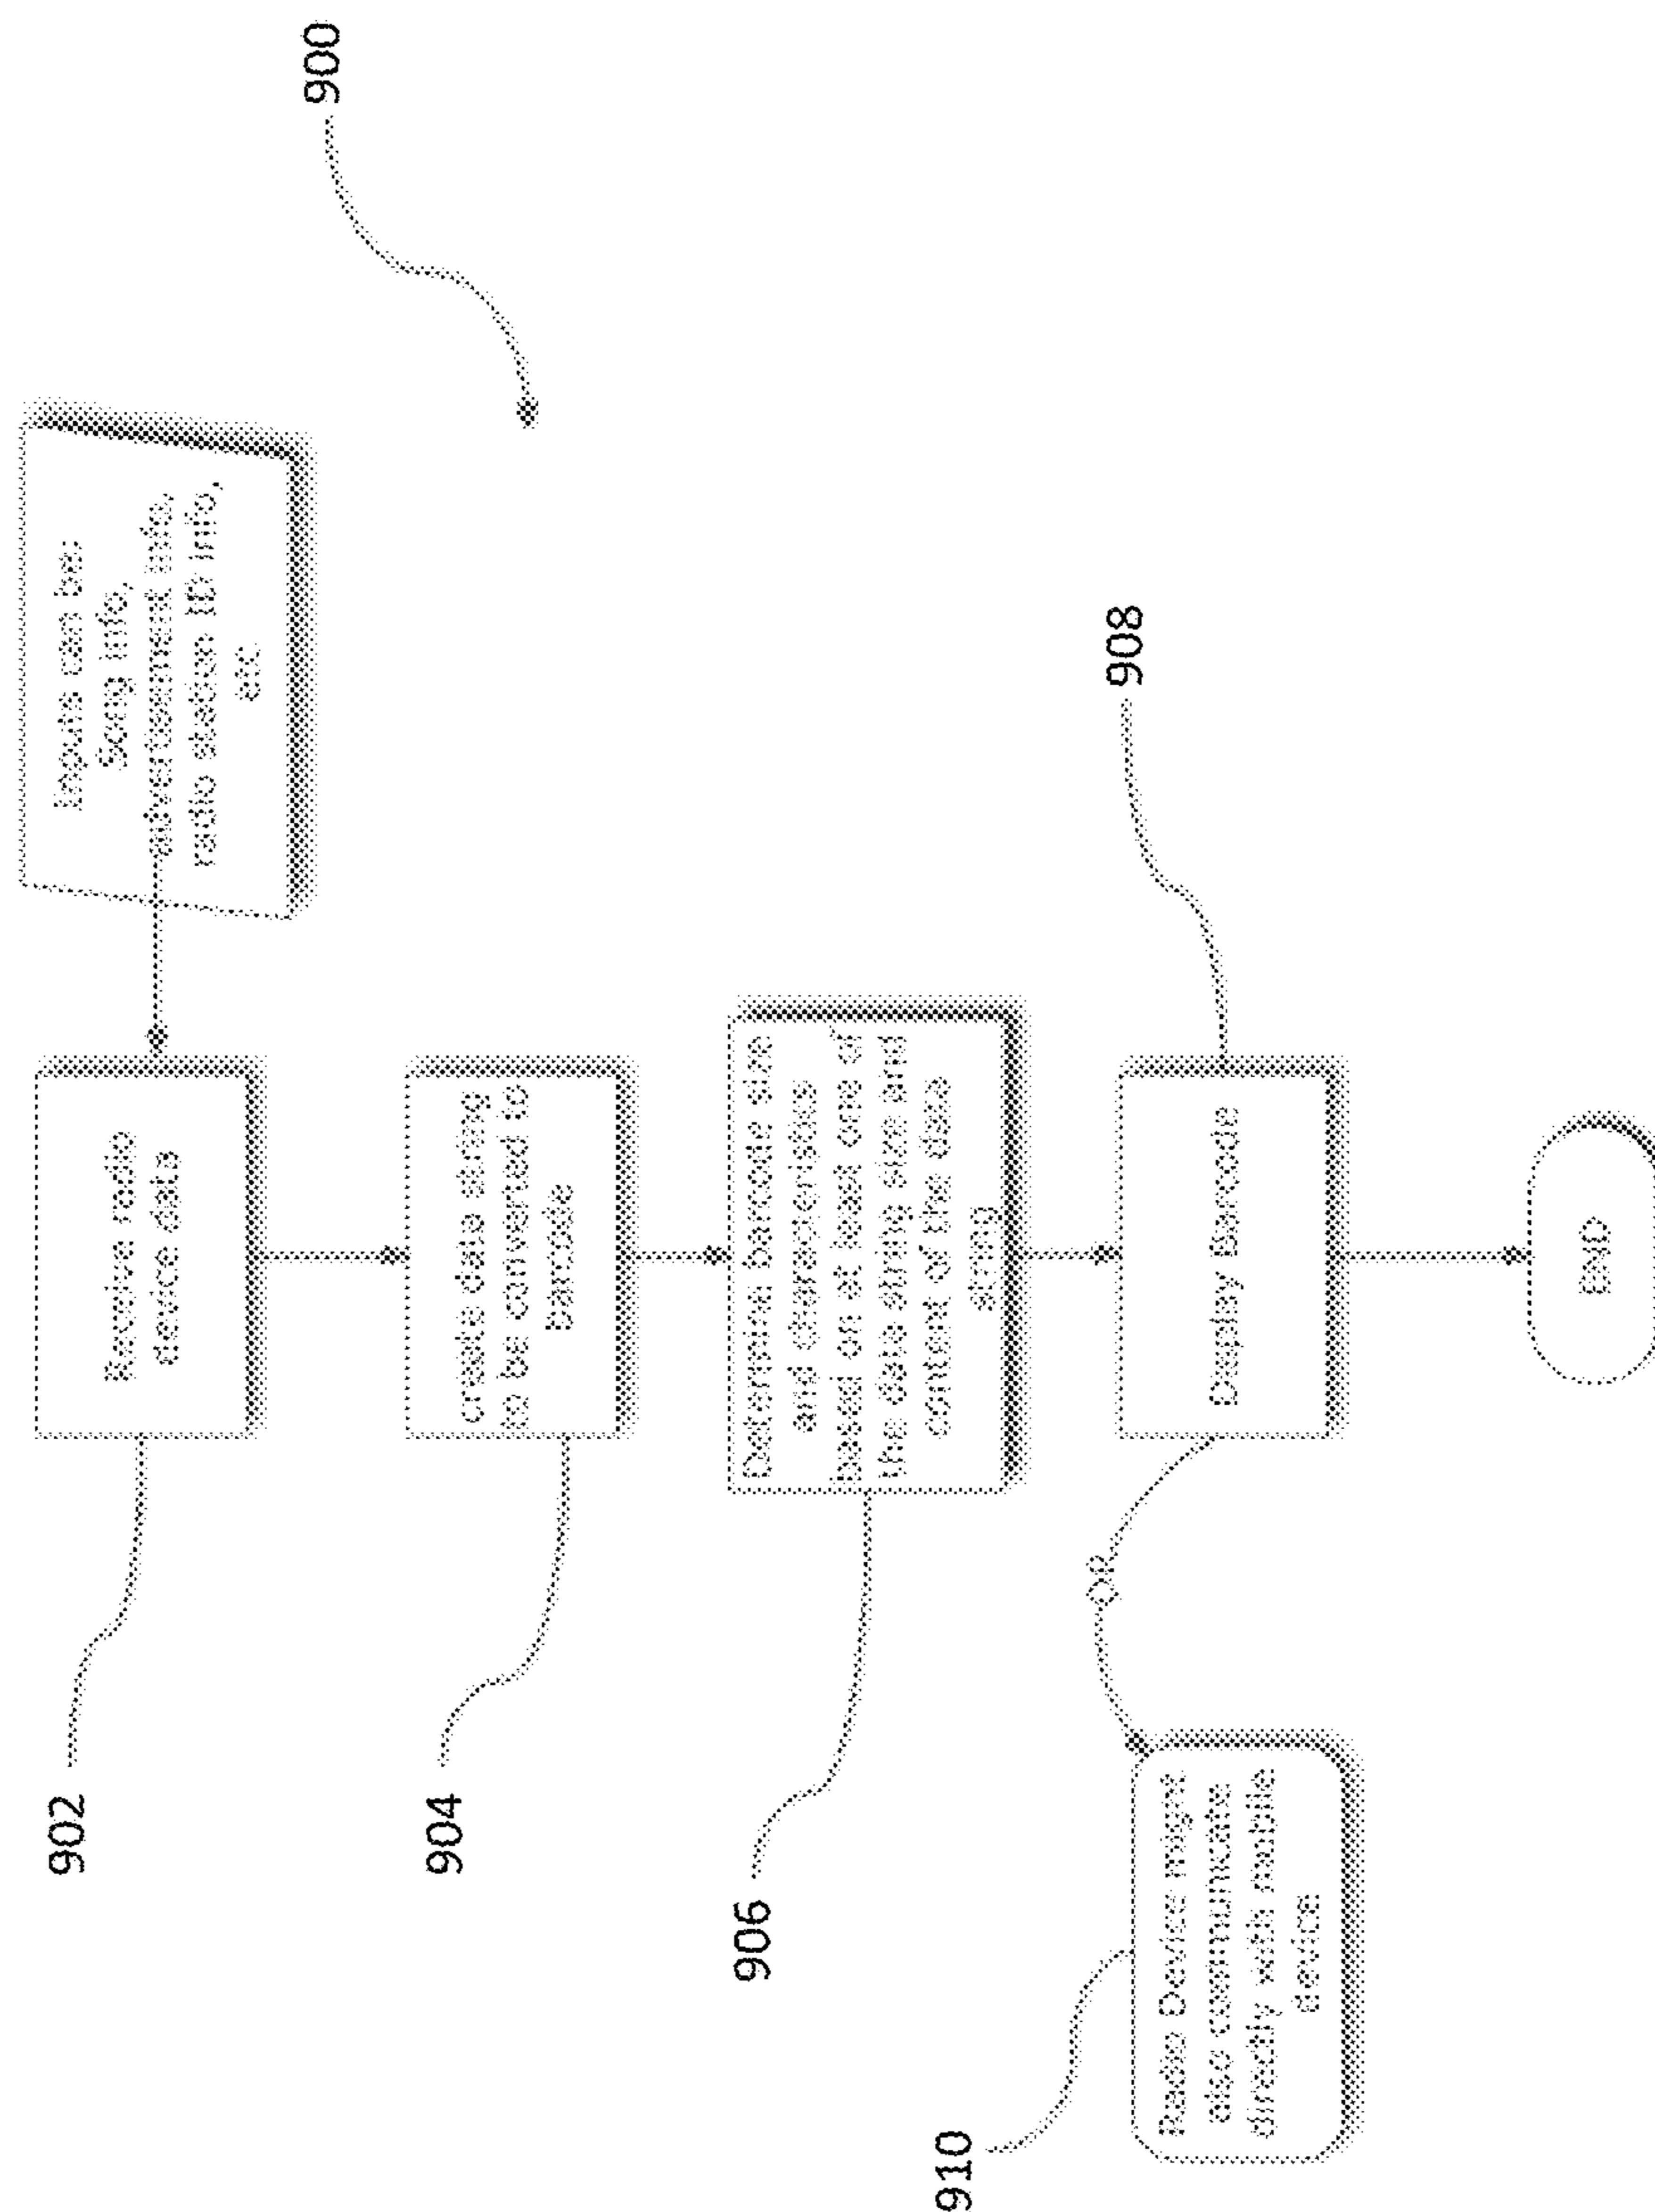 900
Inputs can be:
Song info,
advertisement info,
radio station ID info,
etc
902
Receive radio
device data
904
create data string
to be converted to
barcode
906
Determine barcode size
and characteristics
based on at least one of
the data string size and
content of the data
string
908
Display Barcode
OR
910
Radio Device might
also communicate
directly with mobile
device
END